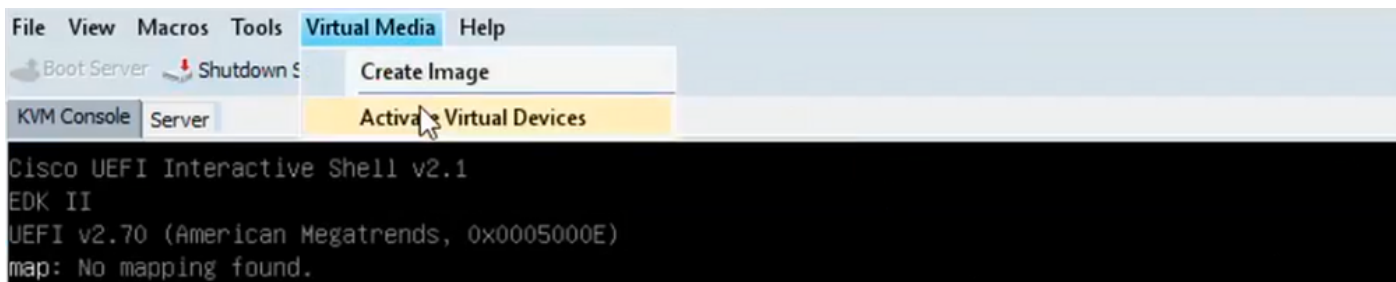 File View Macros Tools Virtual Media Help
Boot Server Shutdown S
Create Image
KVM Console Server
Activate Virtual Devices
Cisco UEFI Interactive Shell v2.1
EDK II
UEFI v2.70 (American Megatrends, 0x0005000E)
map: No mapping found.